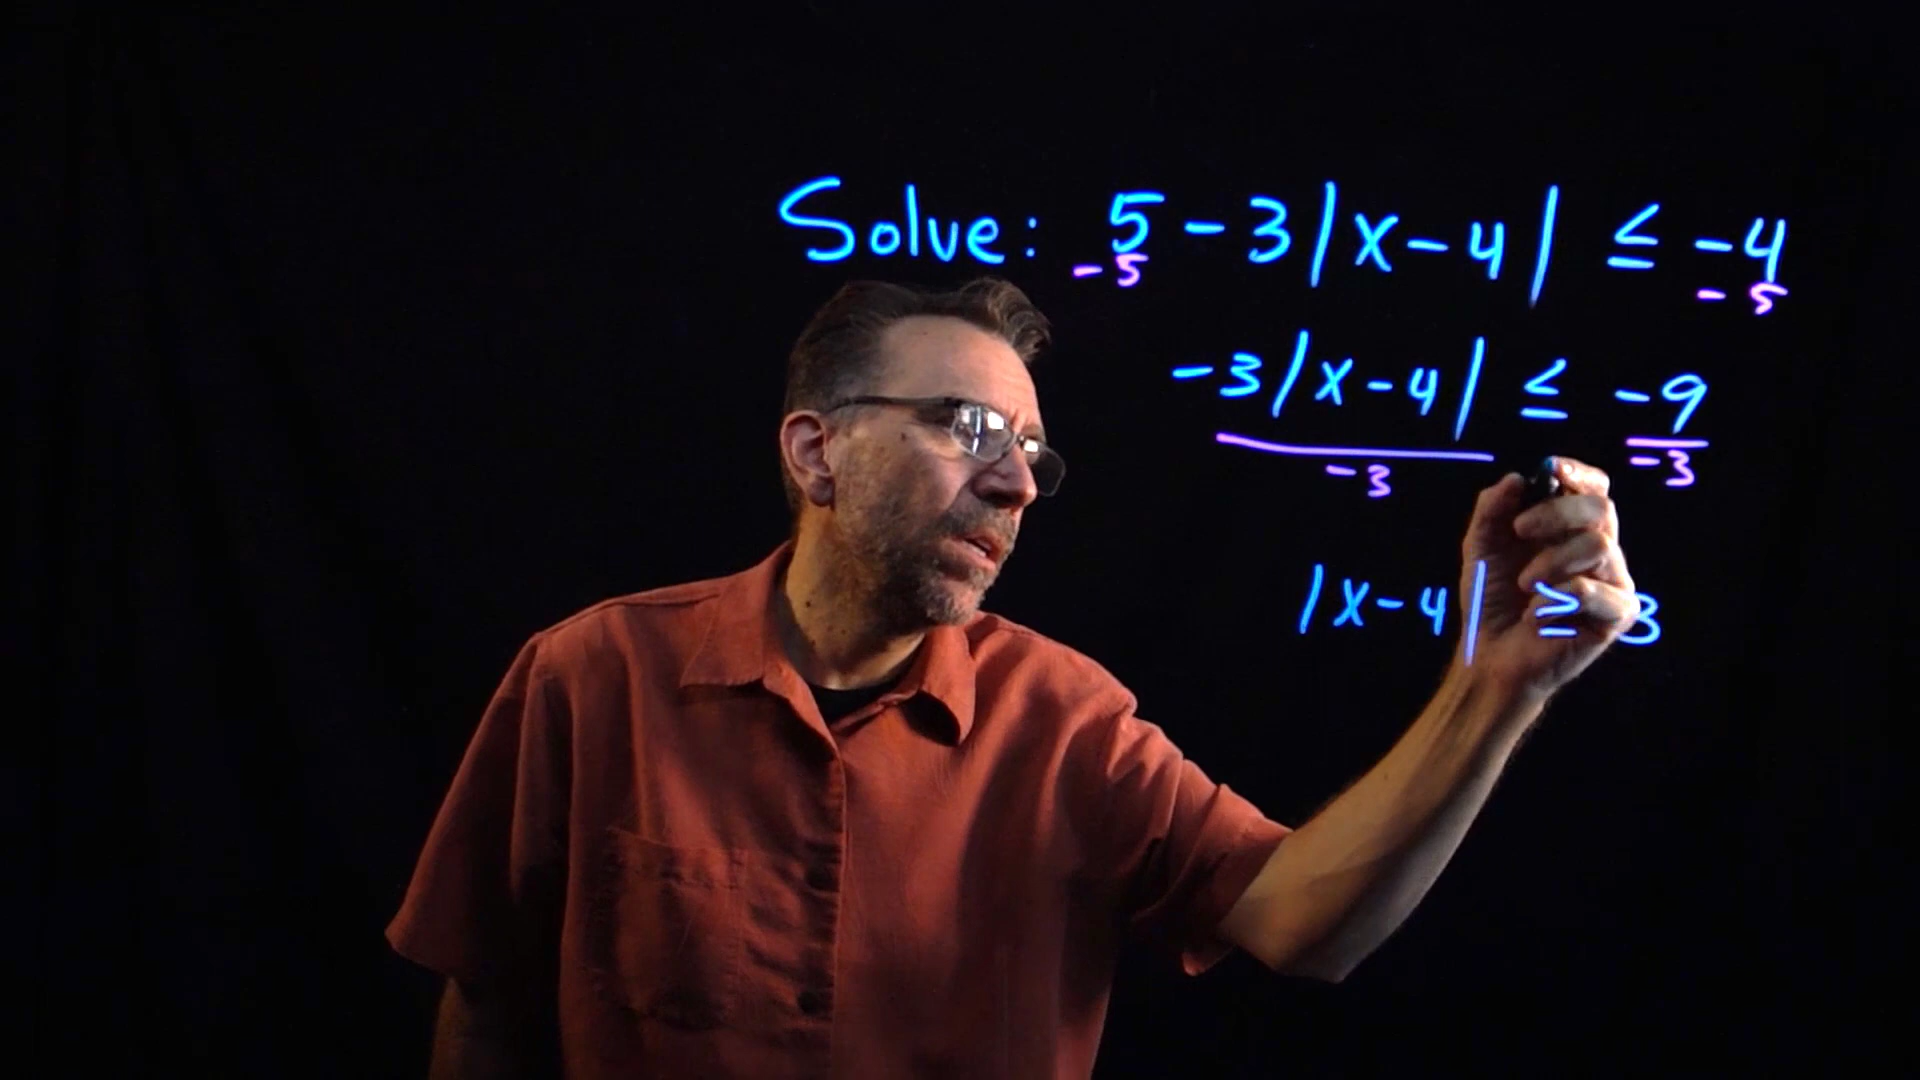 Solve: 5 - 3|x - 4| ≤ -4
-5 -5
-3|x - 4| ≤ -9
-3 -3
|x - 4| ≥ 3